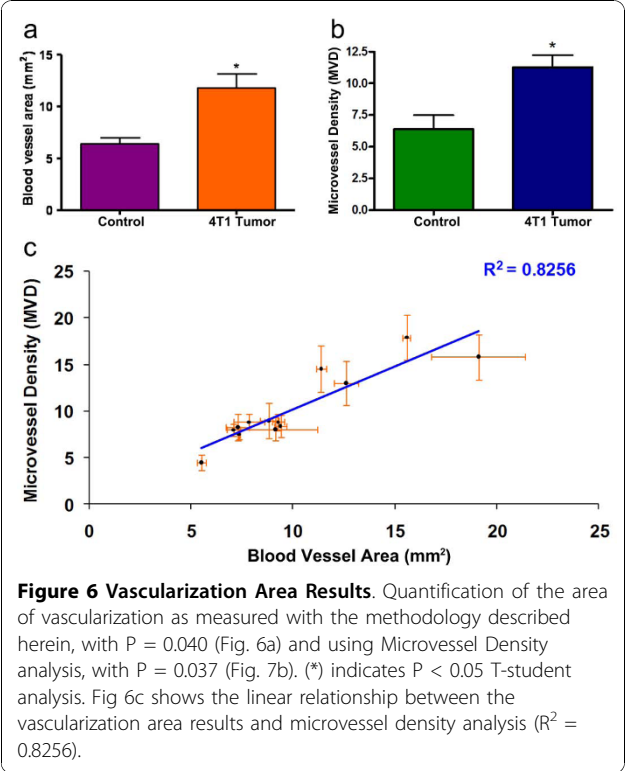 a
Blood vessel area (mm²)
15
10
5
0
*
Control
4T1 Tumor
b
Microvessel Density (MVD)
12.5
10.0
7.5
5.0
2.5
0.0
*
Control
4T1 Tumor
c
Microvessel Density (MVD)
25
20
15
10
5
0
R² = 0.8256
0
5
10
15
20
25
Blood Vessel Area (mm²)
Figure 6 Vascularization Area Results. Quantification of the area
of vascularization as measured with the methodology described
herein, with P = 0.040 (Fig. 6a) and using Microvessel Density
analysis, with P = 0.037 (Fig. 7b). (*) indicates P < 0.05 T-student
analysis. Fig 6c shows the linear relationship between the
vascularization area results and microvessel density analysis (R² =
0.8256).